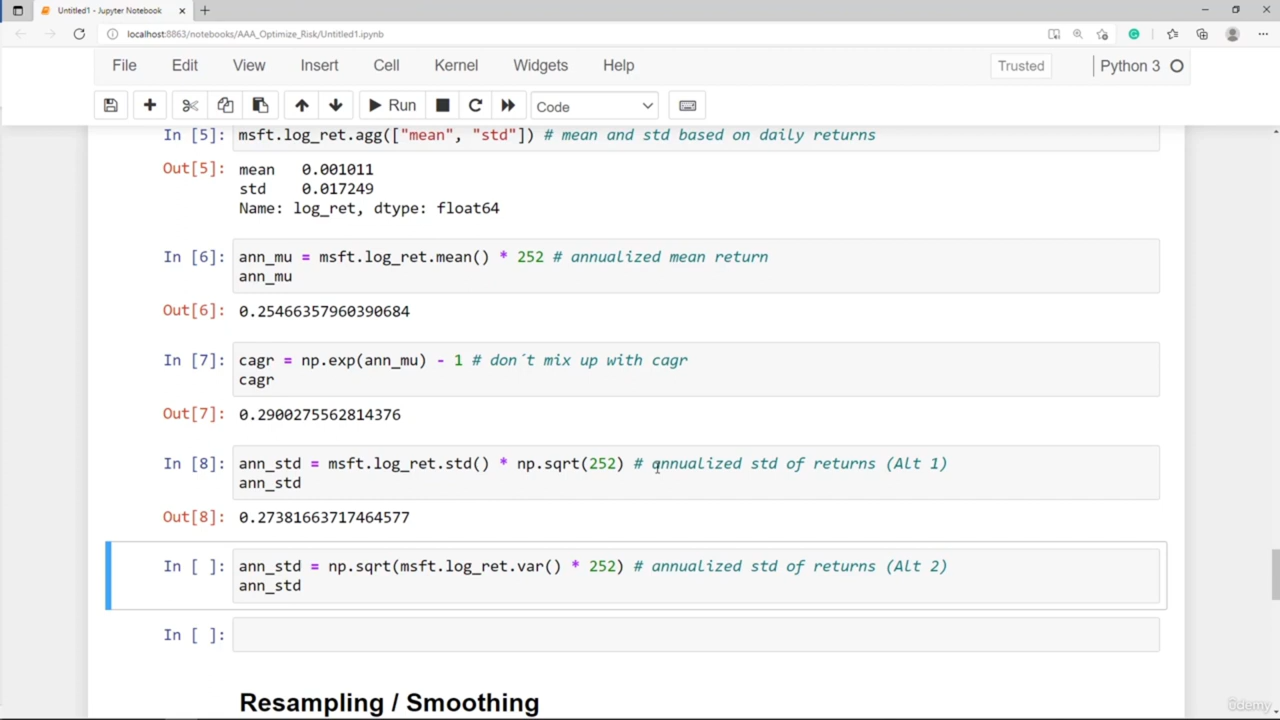 Untitled1 - Jupyter Notebook
localhost:8863/notebooks/AAA_Optimize_Risk/Untitled1.ipynb
File Edit View Insert Cell Kernel Widgets Help Trusted Python 3
Run Code
In [5]: msft.log_ret.agg(["mean", "std"]) # mean and std based on daily returns
Out[5]: mean 0.001011
std 0.017249
Name: log_ret, dtype: float64
In [6]: ann_mu = msft.log_ret.mean() * 252 # annualized mean return
ann_mu
Out[6]: 0.25466357960390684
In [7]: cagr = np.exp(ann_mu) - 1 # don´t mix up with cagr
cagr
Out[7]: 0.2900275562814376
In [8]: ann_std = msft.log_ret.std() * np.sqrt(252) # annualized std of returns (Alt 1)
ann_std
Out[8]: 0.27381663717464577
In [ ]: ann_std = np.sqrt(msft.log_ret.var() * 252) # annualized std of returns (Alt 2)
ann_std
In [ ]:
Resampling / Smoothing
ûdemy